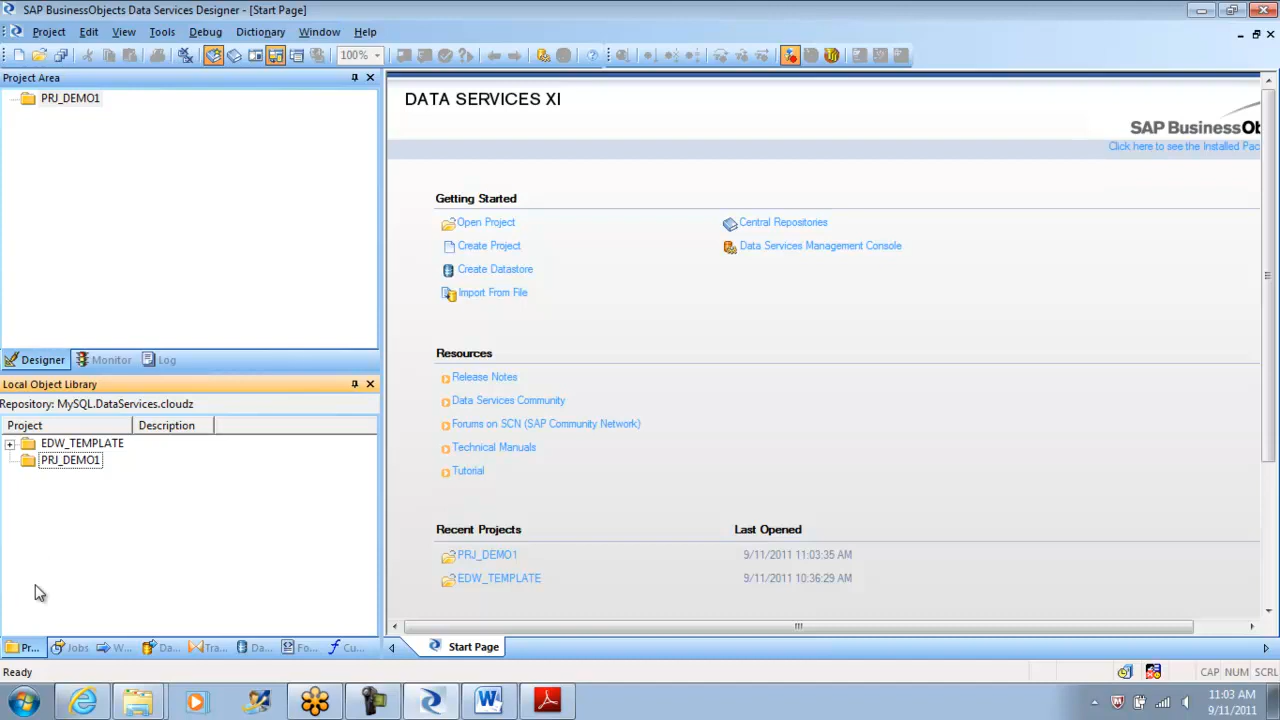 SAP BusinessObjects Data Services Designer - [Start Page]
Project Edit View Tools Debug Dictionary Window Help
100%
Project Area
PRJ_DEMO1
Designer Monitor Log
Local Object Library
Repository: MySQL.DataServices.cloudz
Project Description
EDW_TEMPLATE
PRJ_DEMO1
Pr... Jobs W... Da... Tra... Da... Fo... Cu...
DATA SERVICES XI
SAP BusinessOb
Click here to see the Installed Pac
Getting Started
Open Project Central Repositories
Create Project Data Services Management Console
Create Datastore
Import From File
Resources
Release Notes
Data Services Community
Forums on SCN (SAP Community Network)
Technical Manuals
Tutorial
Recent Projects Last Opened
PRJ_DEMO1 9/11/2011 11:03:35 AM
EDW_TEMPLATE 9/11/2011 10:36:29 AM
Start Page
Ready CAP NUM SCRL
11:03 AM
9/11/2011